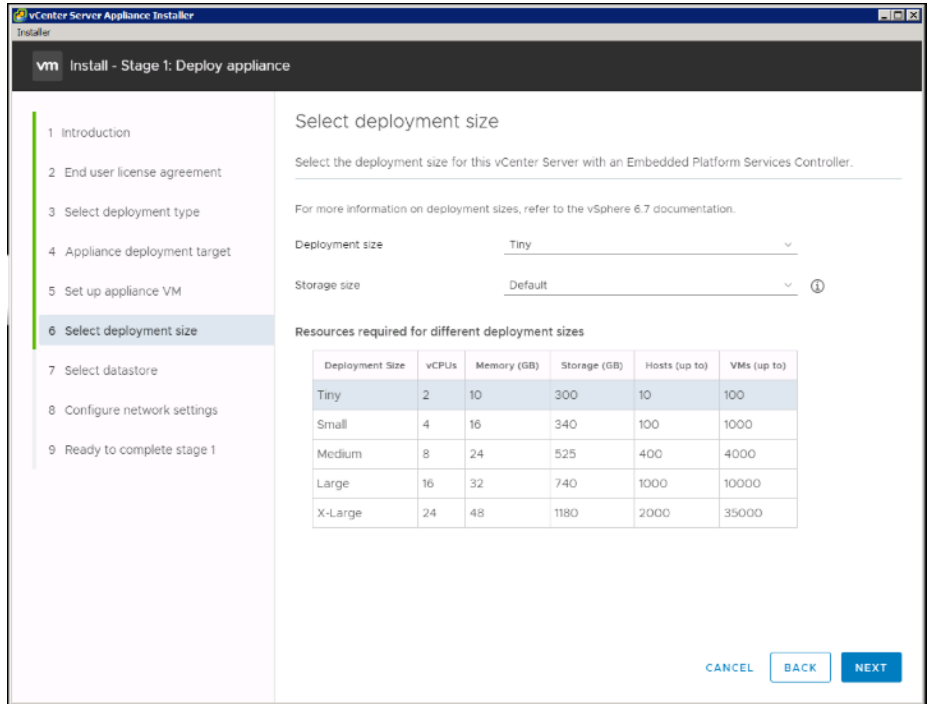 vCenter Server Appliance Installer
Installer
vm Install - Stage 1: Deploy appliance
1 Introduction
2 End user license agreement
3 Select deployment type
4 Appliance deployment target
5 Set up appliance VM
6 Select deployment size
7 Select datastore
8 Configure network settings
9 Ready to complete stage 1
Select deployment size
Select the deployment size for this vCenter Server with an Embedded Platform Services Controller.
For more information on deployment sizes, refer to the vSphere 6.7 documentation.
Deployment size Tiny
Storage size Default
Resources required for different deployment sizes
Deployment Size vCPUs Memory (GB) Storage (GB) Hosts (up to) VMs (up to)
Tiny 2 10 300 10 100
Small 4 16 340 100 1000
Medium 8 24 525 400 4000
Large 16 32 740 1000 10000
X-Large 24 48 1180 2000 35000
CANCEL BACK NEXT